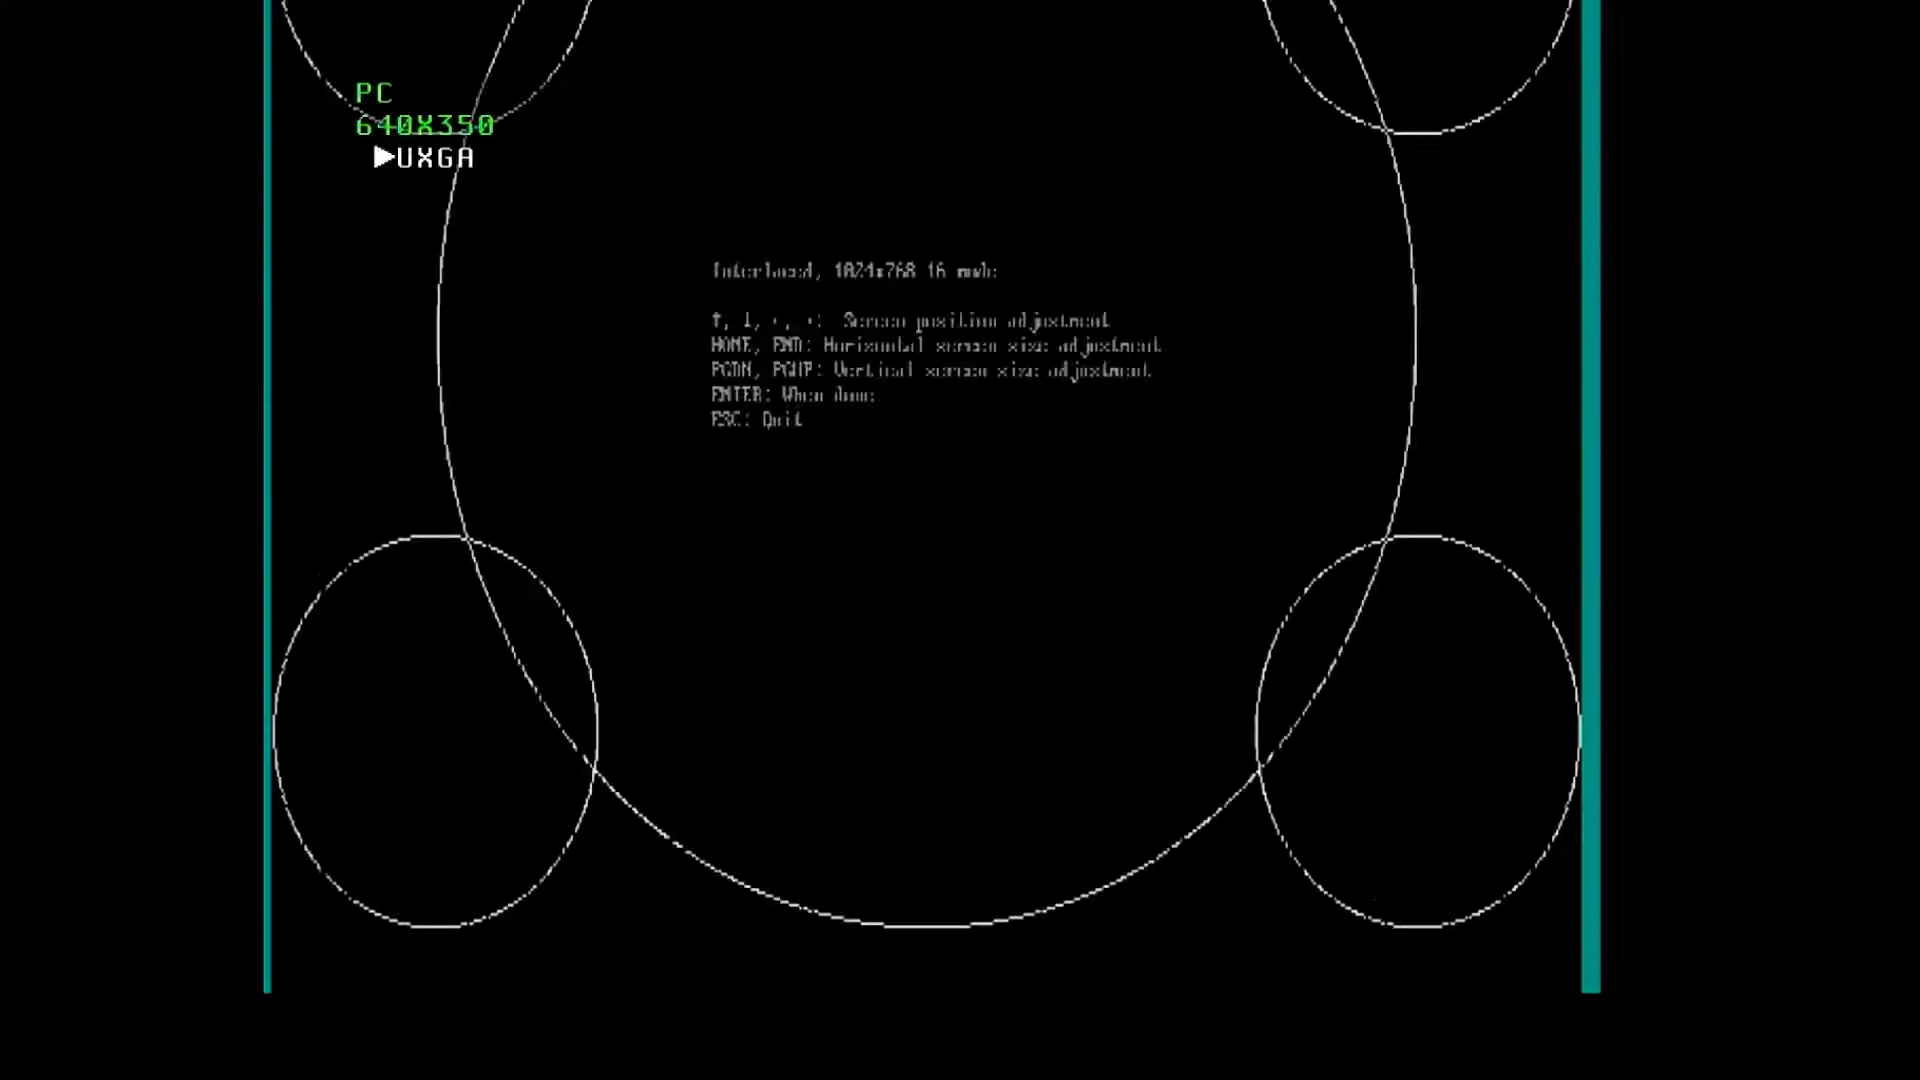 PC
640X350
▶UXGA
Interlaced, 1024x768 16 mode
Screen position adjustment
HOME, END: Horizontal screen size adjustment
PGDN, PGUP: Vertical screen size adjustment
ENTER: When done
ESC: Quit